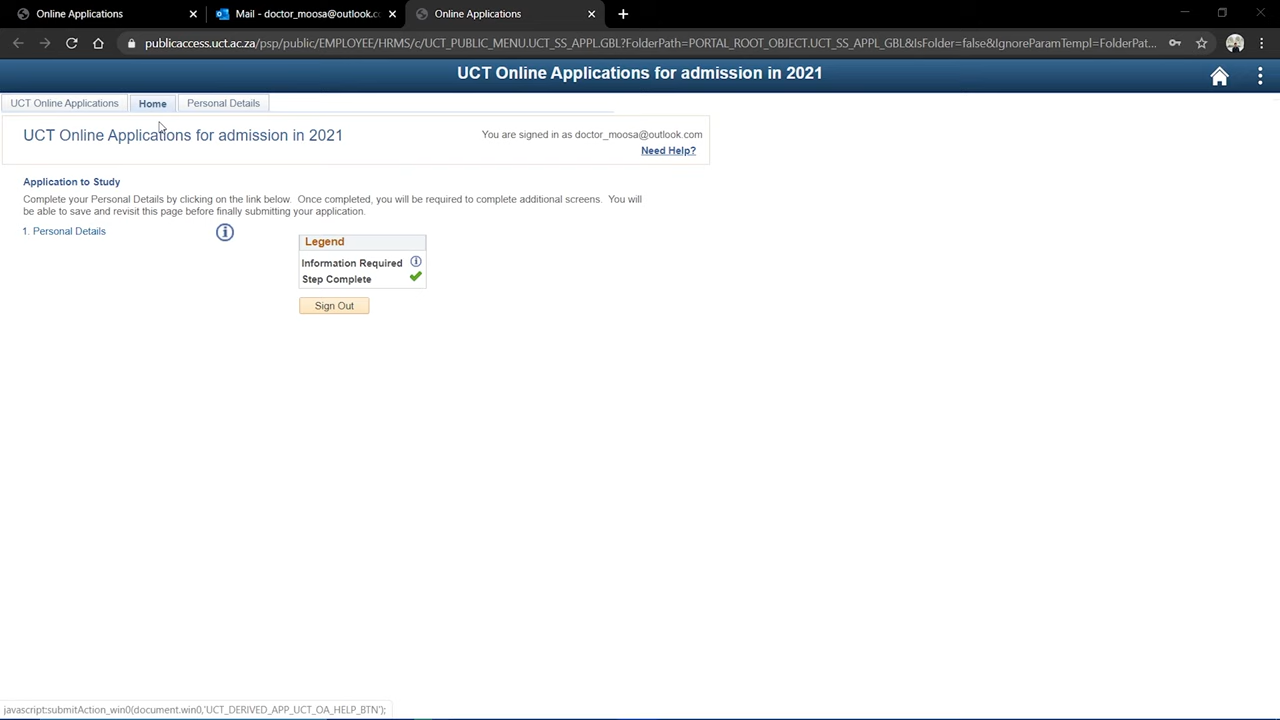 Online Applications
Mail - doctor_moosa@outlook.co
Online Applications
publicaccess.uct.ac.za/psp/public/EMPLOYEE/HRMS/c/UCT_PUBLIC_MENU.UCT_SS_APPL.GBL?FolderPath=PORTAL_ROOT_OBJECT.UCT_SS_APPL_GBL&IsFolder=false&IgnoreParamTempl=FolderPat...
UCT Online Applications for admission in 2021
UCT Online Applications Home Personal Details
UCT Online Applications for admission in 2021
You are signed in as doctor_moosa@outlook.com
Need Help?
Application to Study
Complete your Personal Details by clicking on the link below. Once completed, you will be required to complete additional screens. You will
be able to save and revisit this page before finally submitting your application.
1. Personal Details
Legend
Information Required
Step Complete
Sign Out
javascript:submitAction_win0(document.win0,'UCT_DERIVED_APP_UCT_OA_HELP_BTN');